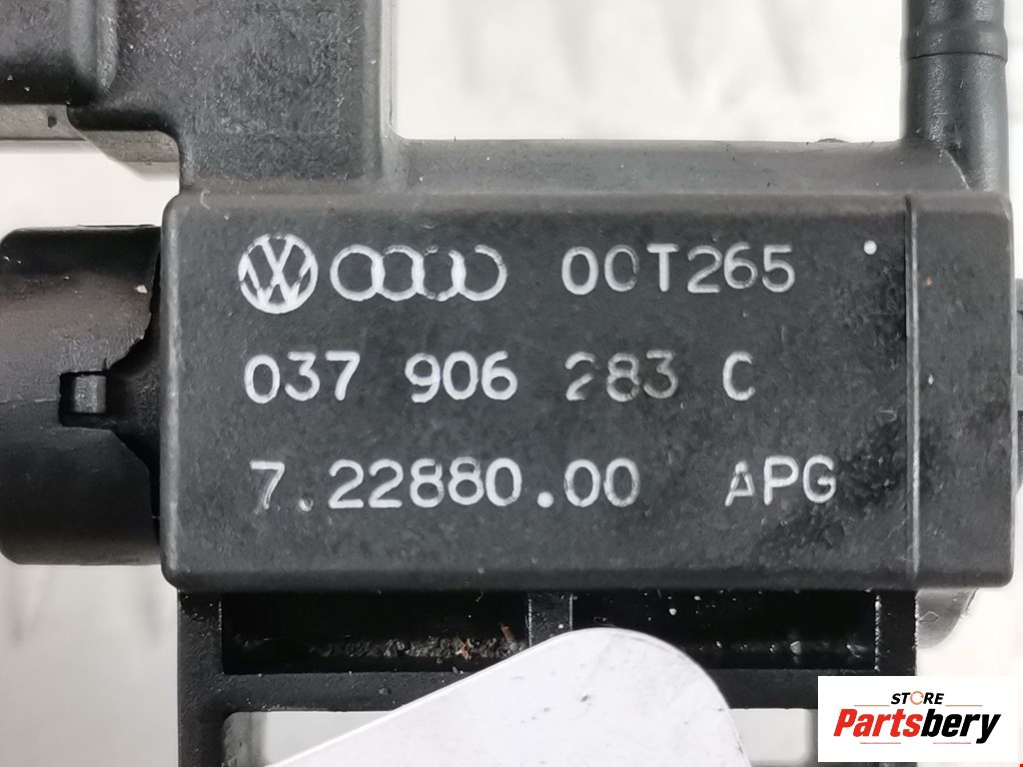 00T265
037 906 283 C
7.22880.00 APG
STORE
Partsbery